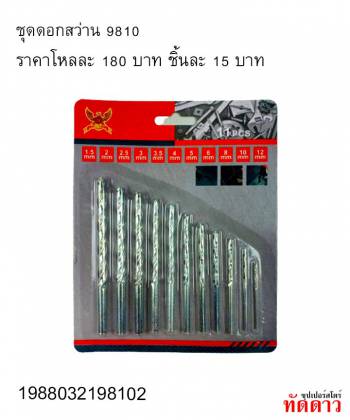 ชุดดอกสว่าน 9810
ราคาโหลละ 180 บาท ชิ้นละ 15 บาท
11pcs
1.5 mm 2 mm 2.5 mm 3 mm 3.5 mm 4 mm 5 mm 6 mm 8 mm 10 mm 12 mm
1988032198102
ซุปเปอร์สโตร์
ทัดดาว